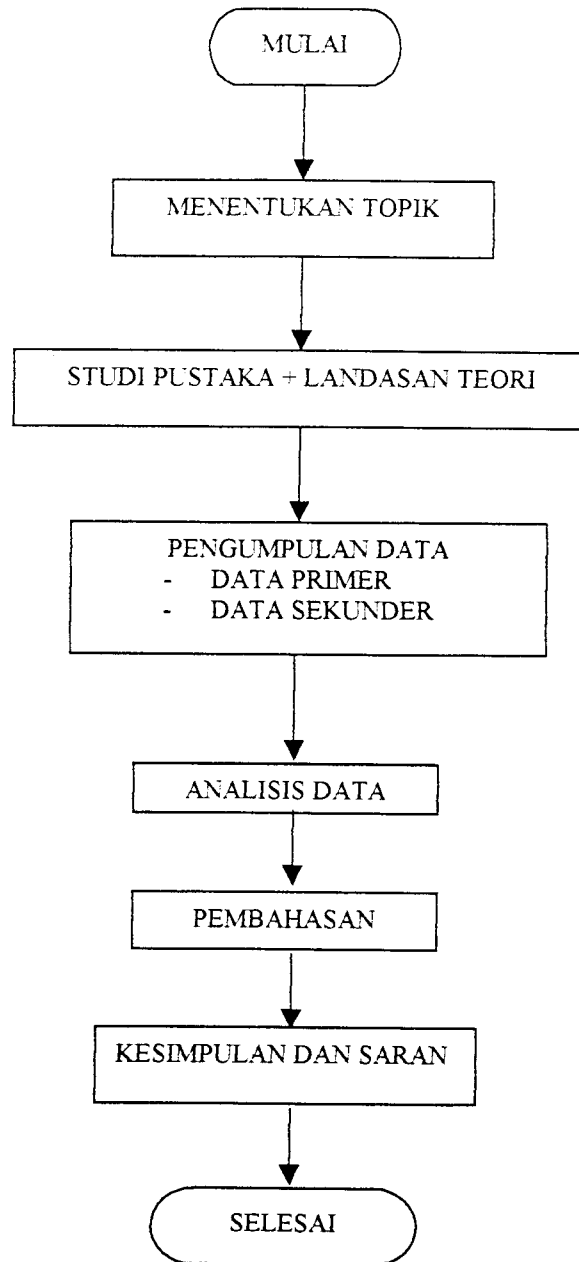 MULAI
MENENTUKAN TOPIK
STUDI PUSTAKA + LANDASAN TEORI
PENGUMPULAN DATA
- DATA PRIMER
- DATA SEKUNDER
ANALISIS DATA
PEMBAHASAN
KESIMPULAN DAN SARAN
SELESAI